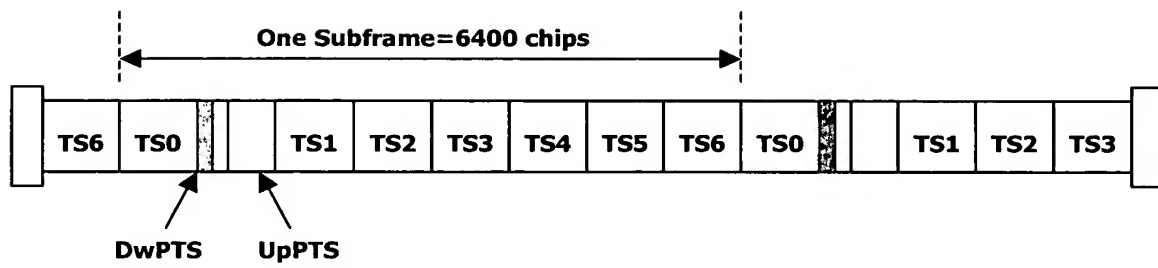 One Subframe=6400 chips
TS6 TS0 TS1 TS2 TS3 TS4 TS5 TS6 TS0 TS1 TS2 TS3
DwPTS UpPTS